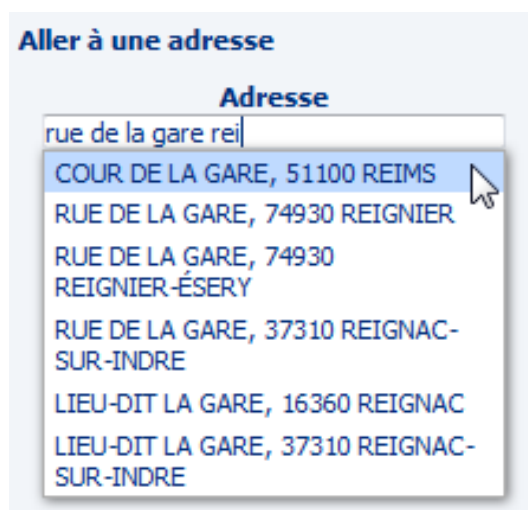 Aller à une adresse
Adresse
rue de la gare rei
COUR DE LA GARE, 51100 REIMS
RUE DE LA GARE, 74930 REIGNIER
RUE DE LA GARE, 74930
REIGNIER-ÉSERY
RUE DE LA GARE, 37310 REIGNAC-
SUR-INDRE
LIEU-DIT LA GARE, 16360 REIGNAC
LIEU-DIT LA GARE, 37310 REIGNAC-
SUR-INDRE